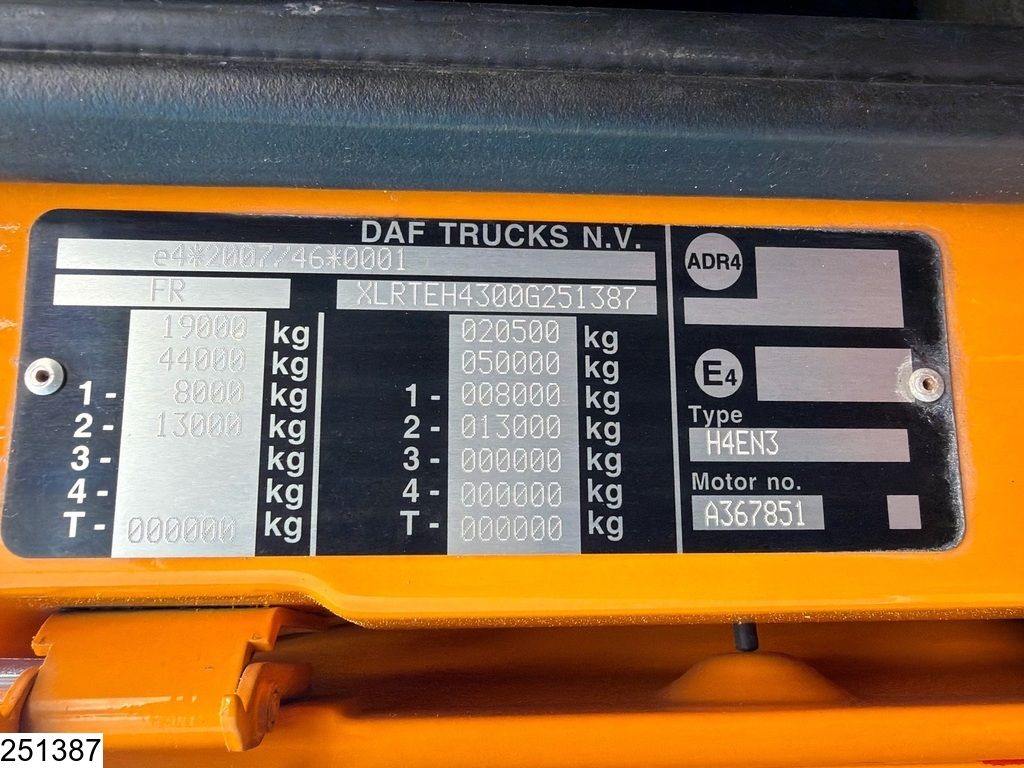 DAF TRUCKS N.V.
e4*2007/46*0001
FR XLRTEH4300G251387
19000 kg 020500 kg
44000 kg 050000 kg
1- 8000 kg 1- 008000 kg
2- 13000 kg 2- 013000 kg
3- kg 3- 000000 kg
4- kg 4- 000000 kg
T- 000000 kg T- 000000 kg
ADR4
E4
Type
H4EN3
Motor no.
A367851
251387